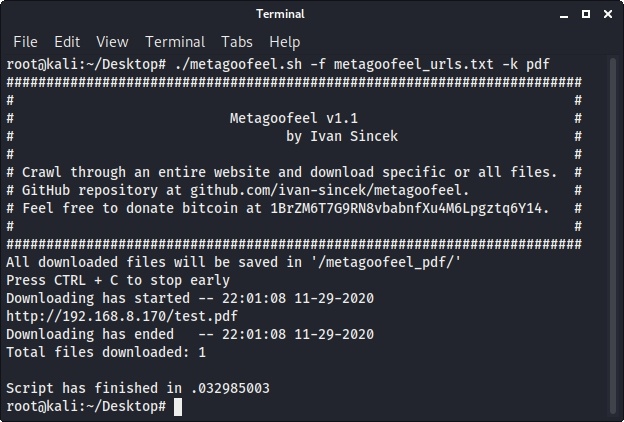 Terminal
File Edit View Terminal Tabs Help
root@kali:~/Desktop# ./metagoofeel.sh -f metagoofeel_urls.txt -k pdf
########################################################################
#                                                                      #
#                           Metagoofeel v1.1                           #
#                                  by Ivan Sincek                      #
#                                                                      #
# Crawl through an entire website and download specific or all files.  #
# GitHub repository at github.com/ivan-sincek/metagoofeel.             #
# Feel free to donate bitcoin at 1BrZM6T7G9RN8vbabnfXu4M6Lpgztq6Y14.   #
#                                                                      #
########################################################################
All downloaded files will be saved in '/metagoofeel_pdf/'
Press CTRL + C to stop early
Downloading has started -- 22:01:08 11-29-2020
http://192.168.8.170/test.pdf
Downloading has ended   -- 22:01:08 11-29-2020
Total files downloaded: 1

Script has finished in .032985003
root@kali:~/Desktop#